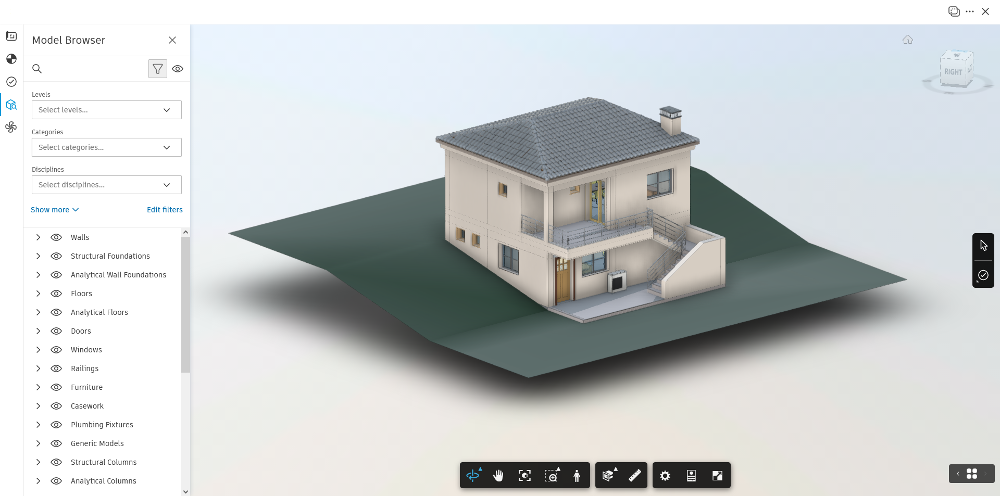 Model Browser
Levels
Select levels...
Categories
Select categories...
Disciplines
Select disciplines...
Show more
Edit filters
Walls
Structural Foundations
Analytical Wall Foundations
Floors
Analytical Floors
Doors
Windows
Railings
Furniture
Casework
Plumbing Fixtures
Generic Models
Structural Columns
Analytical Columns
RIGHT